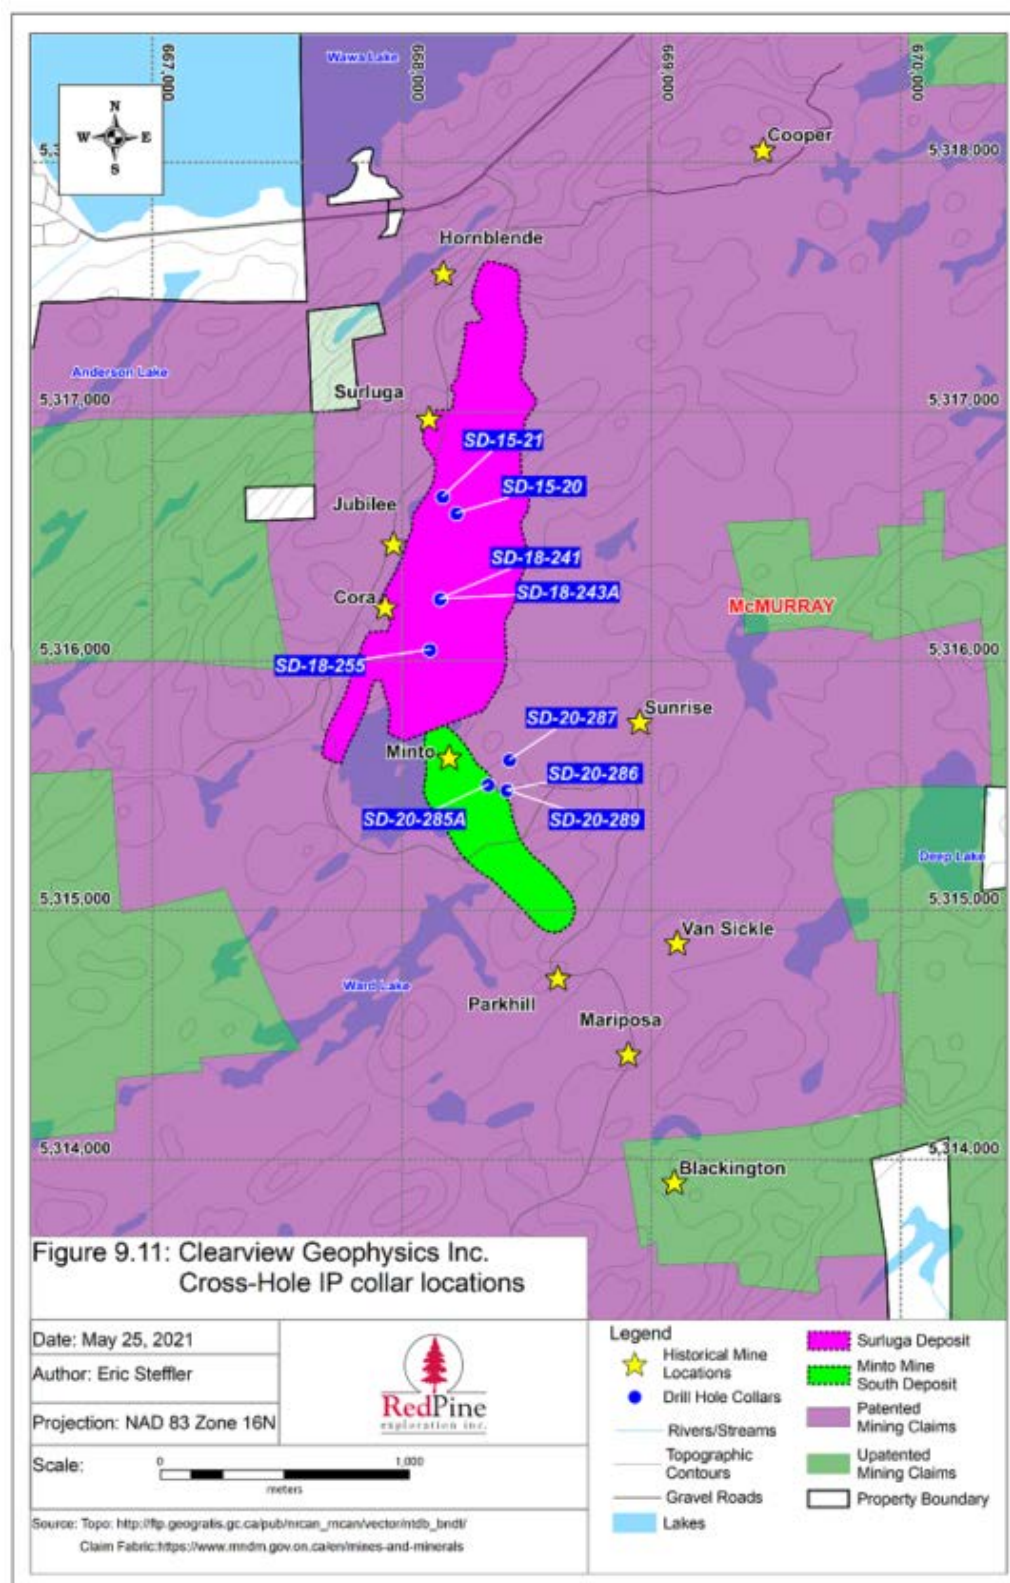 667,000
668,000
669,000
670,000
Wawa Lake
N
W E
S
Cooper
5,318,000
Hornblende
Anderson Lake
Surluga
5,317,000
5,317,000
SD-15-21
SD-15-20
Jubilee
SD-18-241
SD-18-243A
Cora
McMURRAY
5,316,000
5,316,000
SD-18-255
Sunrise
SD-20-287
Minto
SD-20-286
SD-20-285A
SD-20-289
Deep Lake
5,315,000
5,315,000
Van Sickle
Ward Lake
Parkhill
Mariposa
5,314,000
5,314,000
Blackington
Figure 9.11: Clearview Geophysics Inc.
Cross-Hole IP collar locations
Date: May 25, 2021
Author: Eric Steffler
Projection: NAD 83 Zone 16N
RedPine
exploration inc.
Scale:
0 1,000
meters
Source: Topo: http://ftp.geogratis.gc.ca/pub/nrcan_rncan/vector/ntdb_bndt/
Claim Fabric:https://www.mndm.gov.on.ca/en/mines-and-minerals
Legend
Historical Mine
Locations
Drill Hole Collars
Rivers/Streams
Topographic
Contours
Gravel Roads
Lakes
Surluga Deposit
Minto Mine
South Deposit
Patented
Mining Claims
Upatented
Mining Claims
Property Boundary